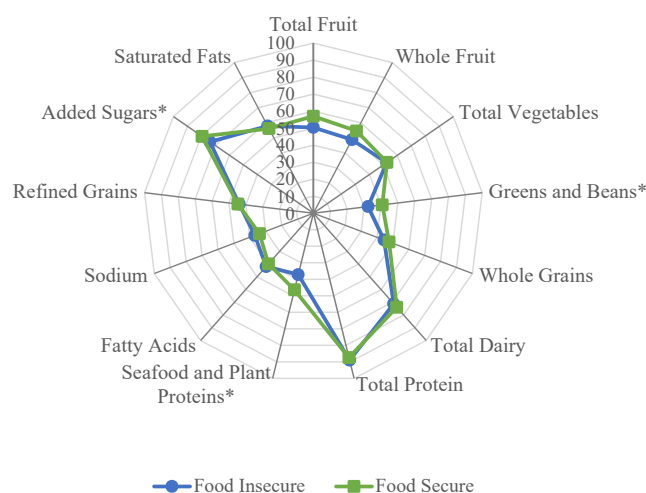 Total Fruit
100
90
80
70
60
50
40
30
20
10
0
Whole Fruit
Total Vegetables
Greens and Beans*
Whole Grains
Total Dairy
Total Protein
Seafood and Plant
Proteins*
Fatty Acids
Sodium
Refined Grains
Added Sugars*
Saturated Fats
Food Insecure
Food Secure